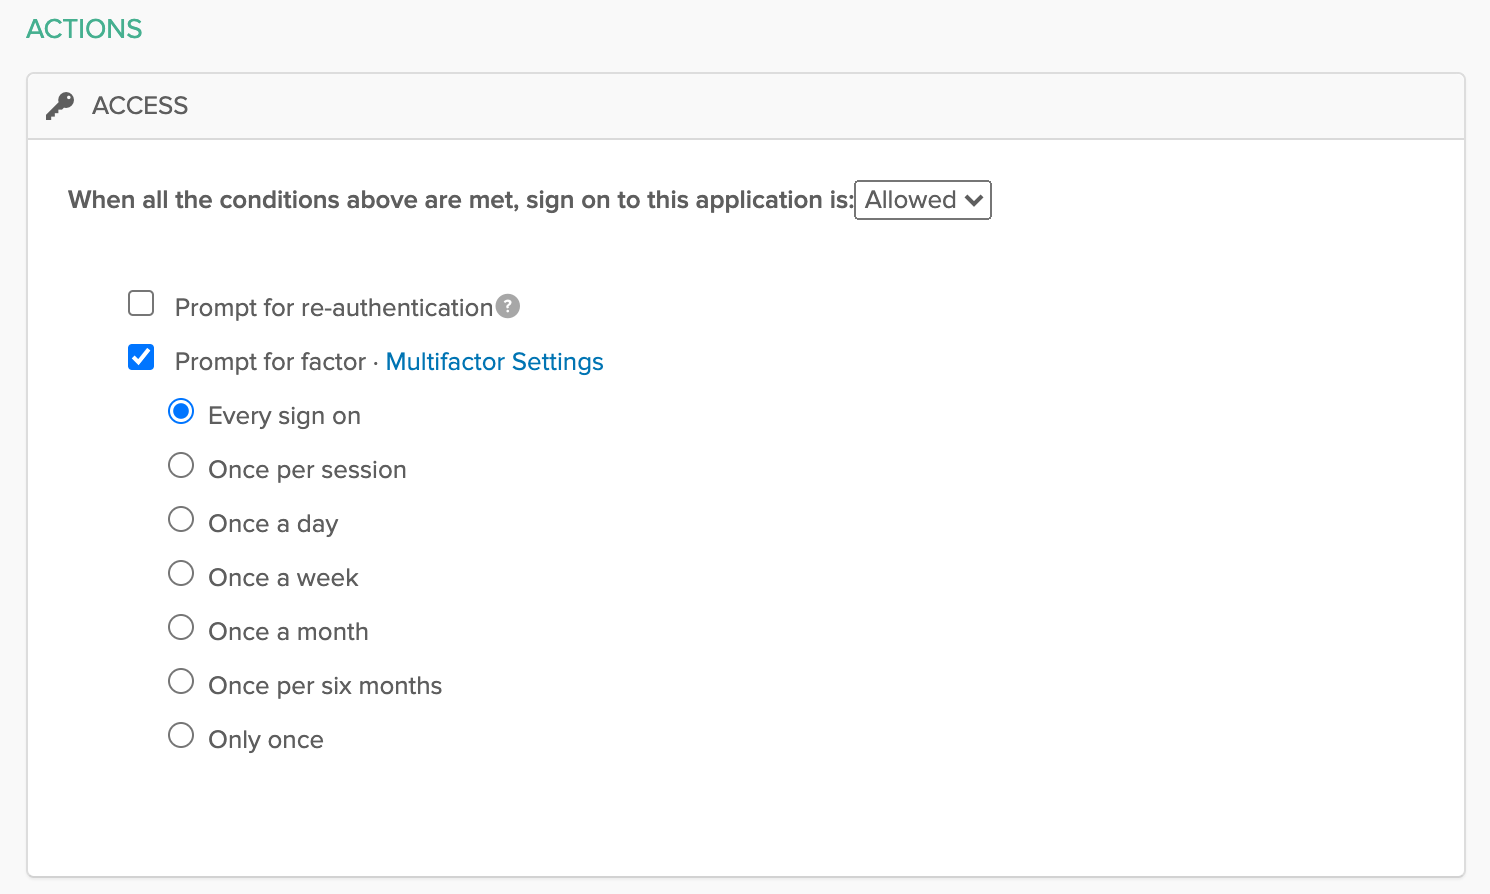 ACTIONS
ACCESS
When all the conditions above are met, sign on to this application is: Allowed
Prompt for re-authentication ?
Prompt for factor · Multifactor Settings
Every sign on
Once per session
Once a day
Once a week
Once a month
Once per six months
Only once